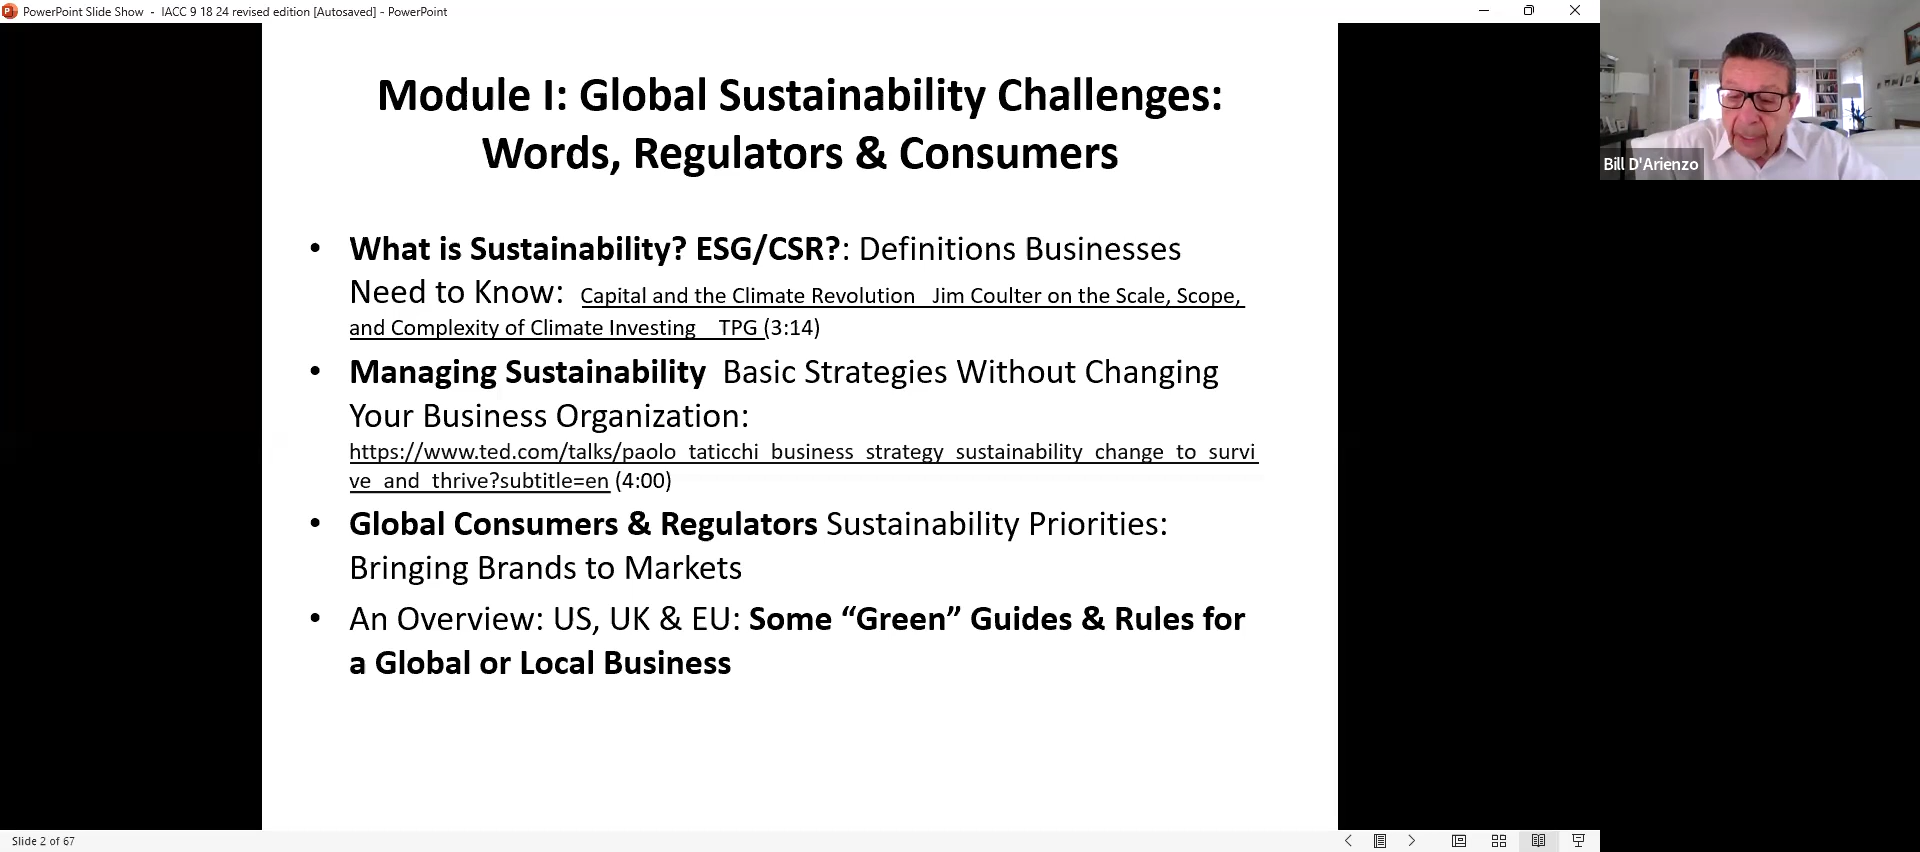 PowerPoint Slide Show - IACC 9 18 24 revised edition [Autosaved] - PowerPoint
Module I: Global Sustainability Challenges:
Words, Regulators & Consumers
• What is Sustainability? ESG/CSR?: Definitions Businesses
Need to Know: Capital and the Climate Revolution Jim Coulter on the Scale, Scope,
and Complexity of Climate Investing TPG (3:14)
• Managing Sustainability Basic Strategies Without Changing
Your Business Organization:
https://www.ted.com/talks/paolo_taticchi_business_strategy_sustainability_change_to_survi
ve_and_thrive?subtitle=en (4:00)
• Global Consumers & Regulators Sustainability Priorities:
Bringing Brands to Markets
• An Overview: US, UK & EU: Some “Green” Guides & Rules for
a Global or Local Business
Bill D'Arienzo
Slide 2 of 67